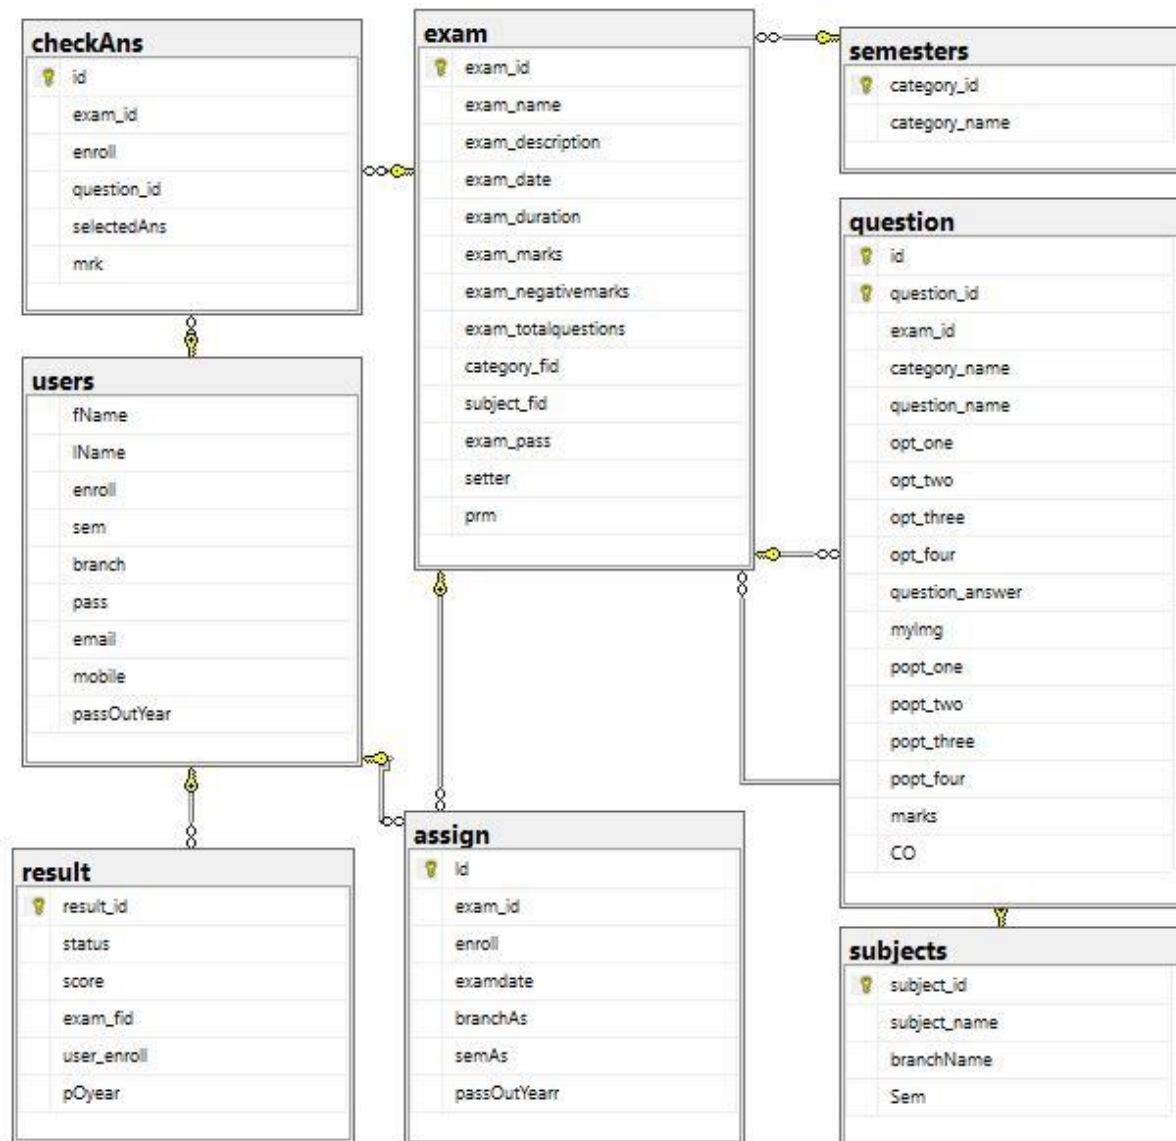 checkAns
id
exam_id
enroll
question_id
selectedAns
mrk
exam
exam_id
exam_name
exam_description
exam_date
exam_duration
exam_marks
exam_negativemarks
exam_totalquestions
category_fid
subject_fid
exam_pass
setter
prm
semesters
category_id
category_name
question
id
question_id
exam_id
category_name
question_name
opt_one
opt_two
opt_three
opt_four
question_answer
myImg
popt_one
popt_two
popt_three
popt_four
marks
CO
users
fName
lName
enroll
sem
branch
pass
email
mobile
passOutYear
result
result_id
status
score
exam_fid
user_enroll
pOyear
assign
Id
exam_id
enroll
examdate
branchAs
semAs
passOutYearr
subjects
subject_id
subject_name
branchName
Sem